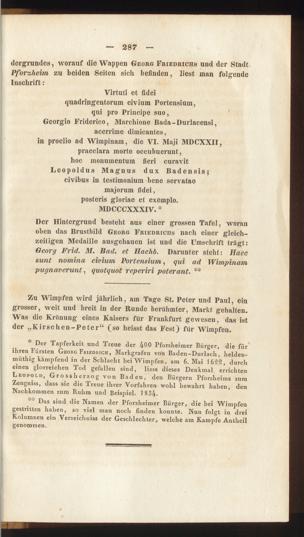 — 287 —
dergrundes, worauf die Wappen Georg Friedrichs und der Stadt
Pforzheim zu beiden Seiten sich befinden, liest man folgende
Inschrift:
Virtuti et fidei
quadringentorum civium Portensium,
qui pro Principe suo,
Georgio Friderico, Marchione Bada-Durlacensi,
acerrime dimicantes,
in proelio ad Wimpinam, die VI. Maji MDCXXII,
praeclara morte occubuerunt,
hoc monumentum fieri curavit
Leopoldus Magnus dux Badensis;
civibus in testimonium bene servatae
majorum fidei,
posteris gloriae et exemplo.
MDCCCXXXIV.*
Der Hintergrund besteht aus einer grossen Tafel, woran
oben das Brustbild Georg Friedrichs nach einer gleich-
zeitigen Medaille ausgehauen ist und die Umschrift trägt:
Georg Frid. M. Bad. et Hachb. Darunter steht: Haec
sunt nomina civium Portensium, qui ad Wimpinam
pugnaverunt, quotquot reperiri poterant. **
Zu Wimpfen wird jährlich, am Tage St. Peter und Paul, ein
grosser, weit und breit in der Runde berühmter, Markt gehalten.
Was die Krönung eines Kaisers für Frankfurt gewesen, das ist
der „Kirschen-Peter“ (so heisst das Fest) für Wimpfen.
* Der Tapferkeit und Treue der 400 Pforzheimer Bürger, die für
ihren Fürsten Georg Friedrich, Markgrafen von Baden-Durlach, helden-
müthig kämpfend in der Schlacht bei Wimpfen, am 6. Mai 1622, durch
einen glorreichen Tod gefallen sind, liess dieses Denkmal errichten
Leopold, Grossherzog von Baden, den Bürgern Pforzheims zum
Zeugniss, dass sie die Treue ihrer Vorfahren wohl bewahrt haben, den
Nachkommen zum Ruhm und Beispiel. 1834.
** Das sind die Namen der Pforzheimer Bürger, die bei Wimpfen
gestritten haben, so viel man noch finden konnte. Nun folgt in drei
Kolumnen ein Verzeichniss der Geschlechter, welche am Kampfe Antheil
genommen.